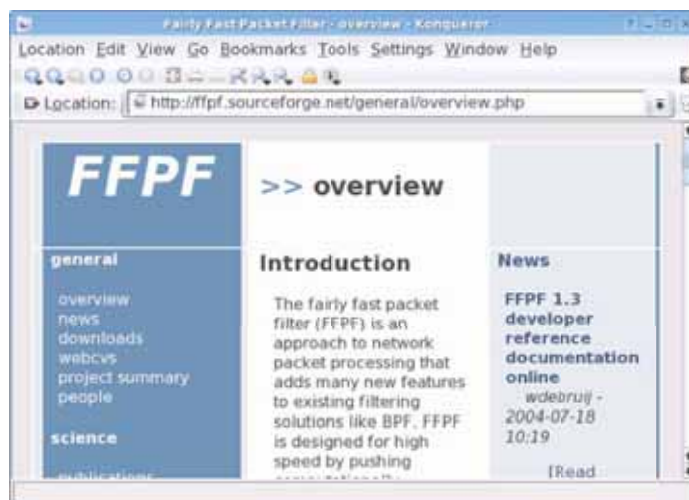 Fairly Fast Packet Filter - overview - Konqueror
Location Edit View Go Bookmarks Tools Settings Window Help
Location: http://ffpf.sourceforge.net/general/overview.php
FFPF
general
overview
news
downloads
webcvs
project summary
people
science
publications
>> overview
Introduction
The fairly fast packet
filter (FFPF) is an
approach to network
packet processing that
adds many new features
to existing filtering
solutions like BPF. FFPF
is designed for high
speed by pushing
News
FFPF 1.3
developer
reference
documentation
online
wdebruij -
2004-07-18
10:19
[Read